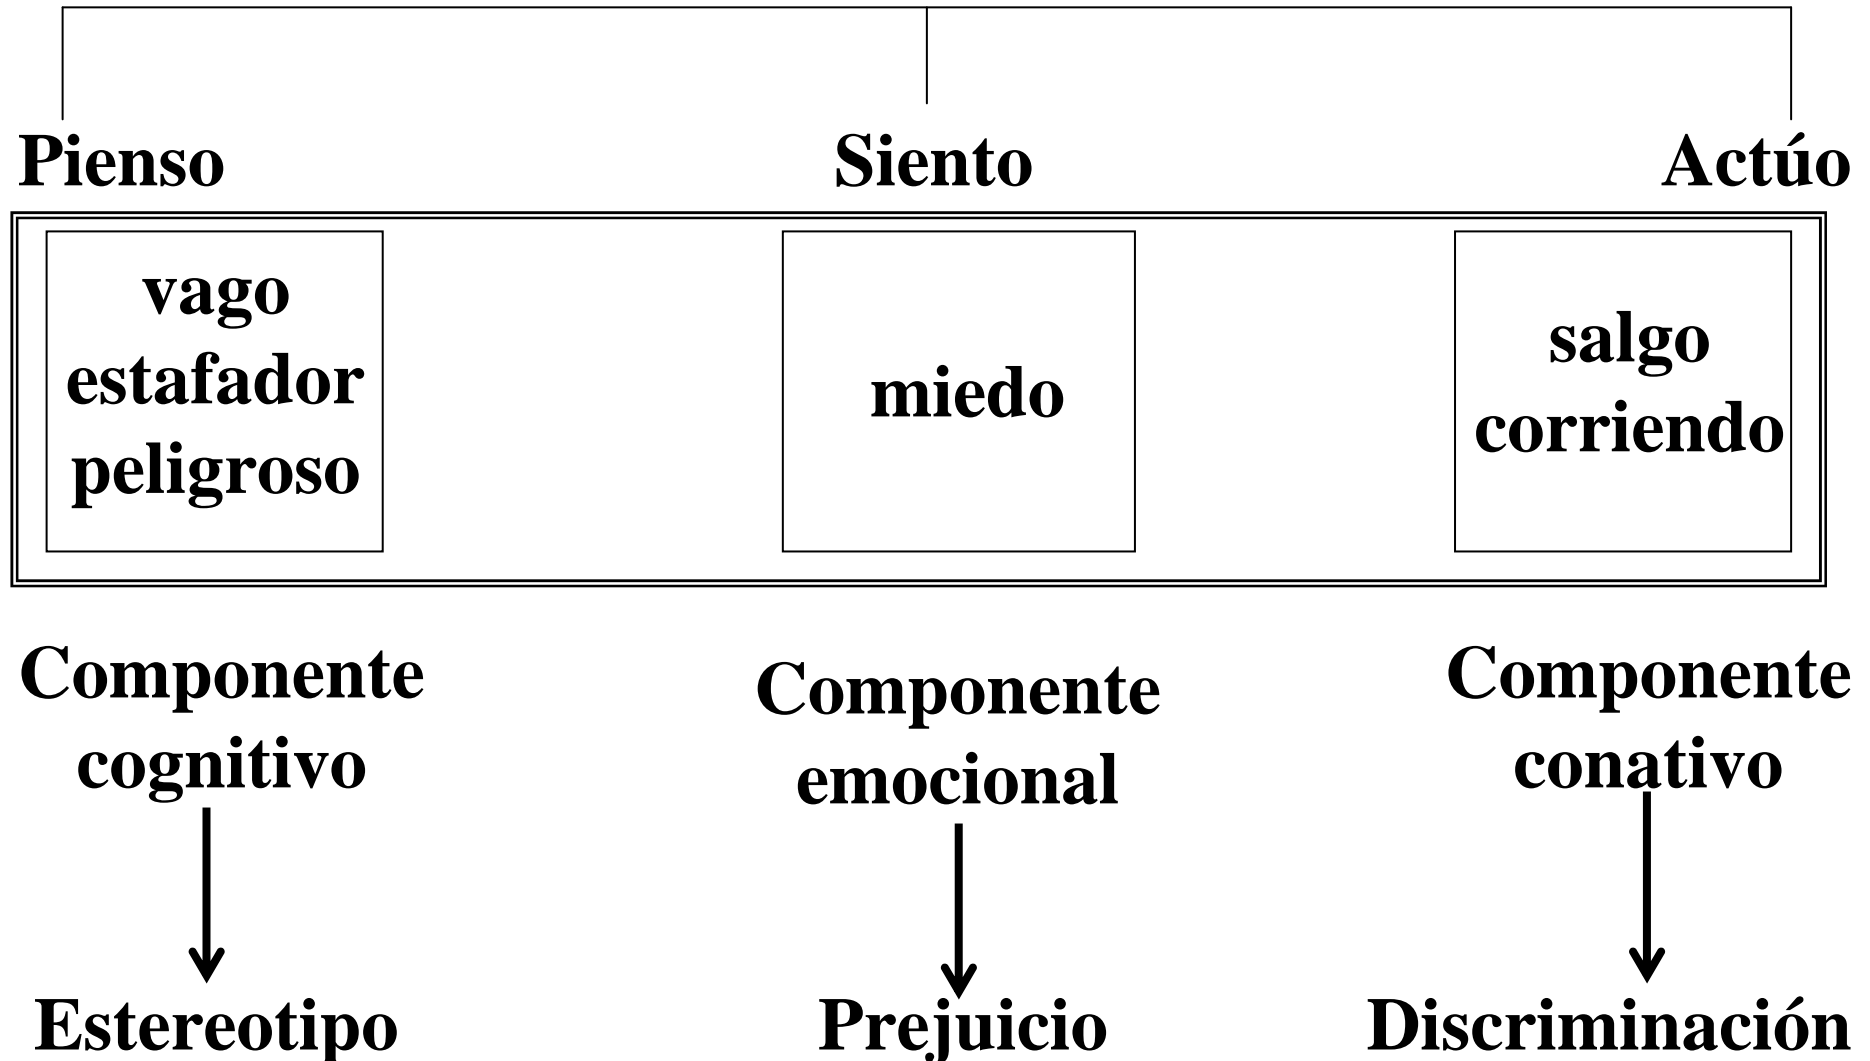 Pienso Siento Actúo
vago
estafador
peligroso
miedo
salgo
corriendo
Componente
cognitivo
Componente
emocional
Componente
conativo
Estereotipo Prejuicio Discriminación